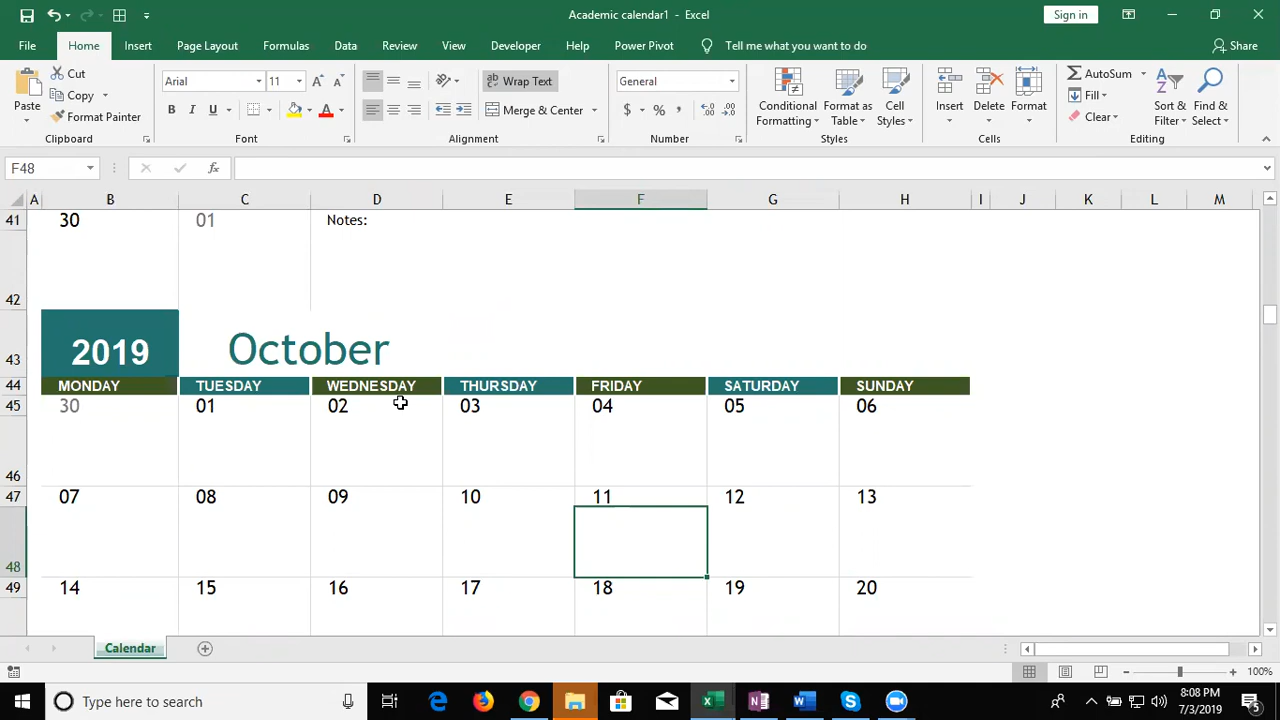 Academic calendar1 - Excel
Sign in
File Home Insert Page Layout Formulas Data Review View Developer Help Power Pivot Tell me what you want to do Share
Paste
Cut
Copy
Format Painter
Clipboard
Arial 11
B I U
Font
Wrap Text
Merge & Center
Alignment
General
$ % ,
Number
Conditional Formatting
Format as Table
Cell Styles
Styles
Insert
Delete
Format
Cells
AutoSum
Fill
Clear
Sort & Filter
Find & Select
Editing
F48 fx
A B C D E F G H I J K L M
41 30 01 Notes:
42
43 2019 October
44 MONDAY TUESDAY WEDNESDAY THURSDAY FRIDAY SATURDAY SUNDAY
45 30 01 02 03 04 05 06
46
47 07 08 09 10 11 12 13
48
49 14 15 16 17 18 19 20
Calendar
100%
Type here to search
8:08 PM
7/3/2019
5